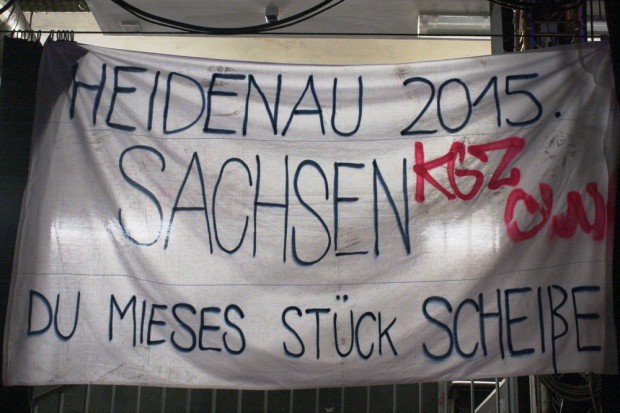 HEIDENAU 2015.
SACHSEN
KGZ
DU MIESES STÜCK SCHEIßE